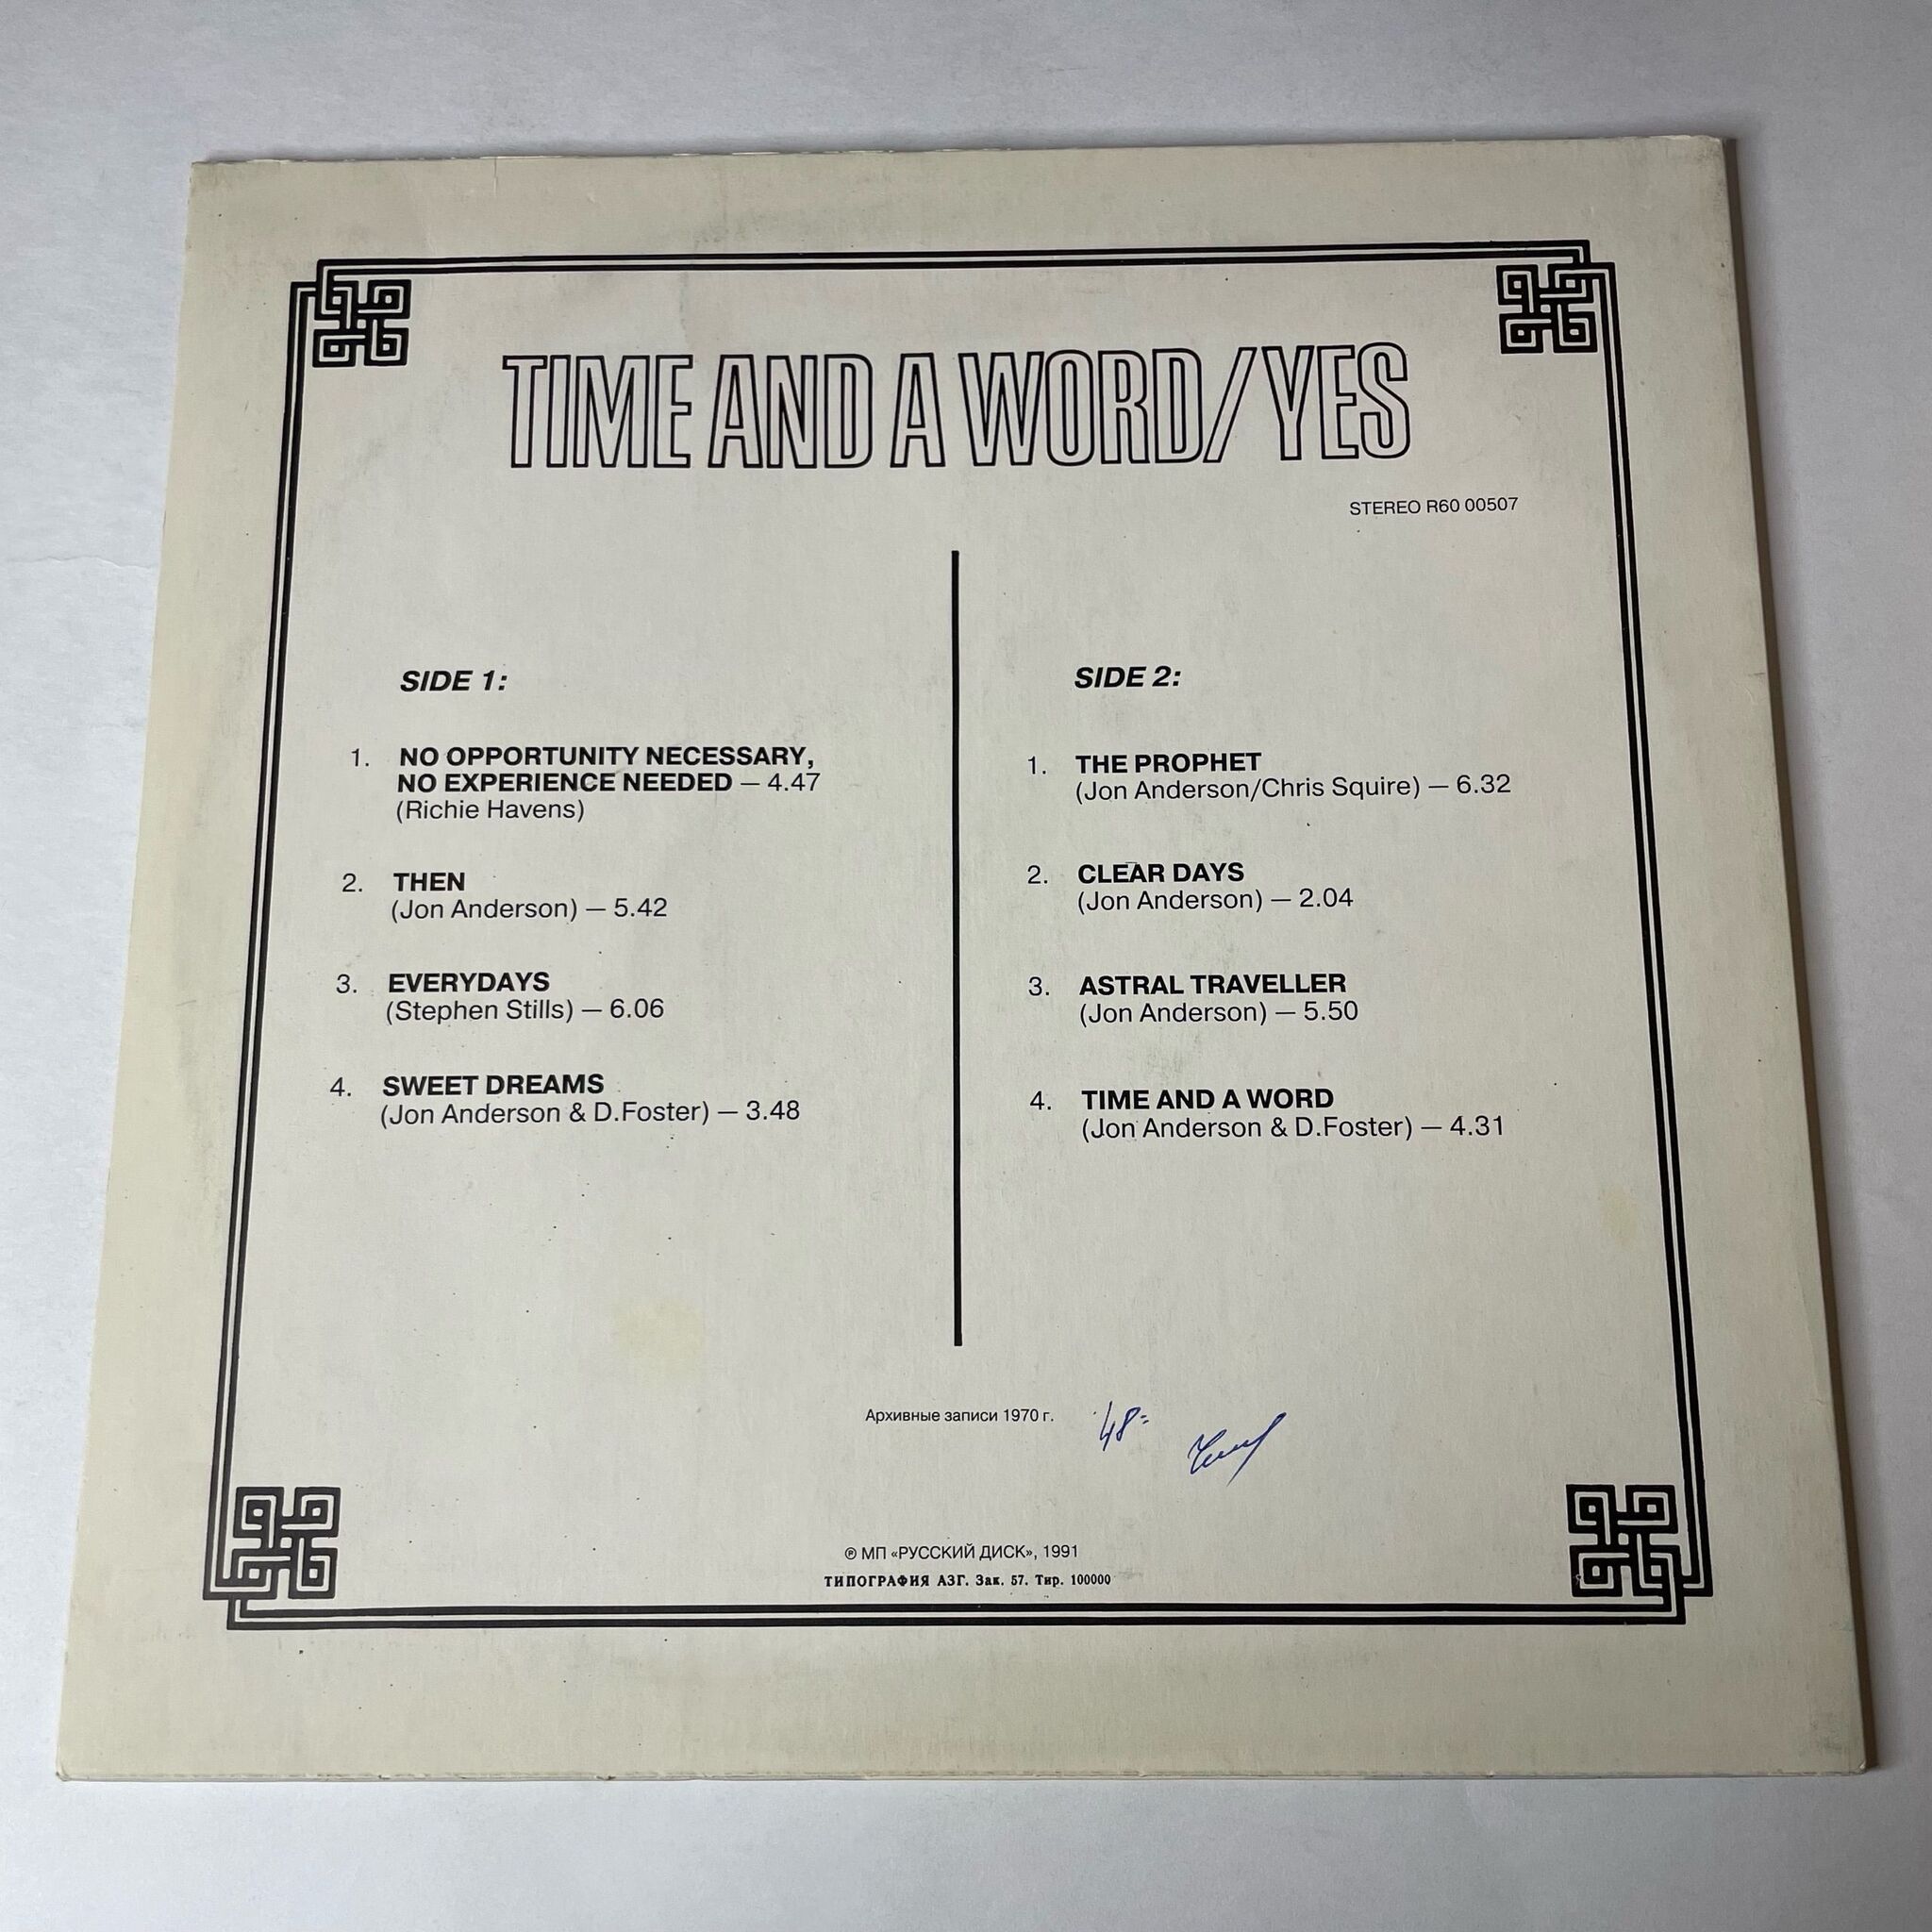 TIME AND A WORD/YES
STEREO R60 00507
SIDE 1:
1. NO OPPORTUNITY NECESSARY,
NO EXPERIENCE NEEDED — 4.47
(Richie Havens)
2. THEN
(Jon Anderson) — 5.42
3. EVERYDAYS
(Stephen Stills) — 6.06
4. SWEET DREAMS
(Jon Anderson & D.Foster) — 3.48
SIDE 2:
1. THE PROPHET
(Jon Anderson/Chris Squire) — 6.32
2. CLEAR DAYS
(Jon Anderson) — 2.04
3. ASTRAL TRAVELLER
(Jon Anderson) — 5.50
4. TIME AND A WORD
(Jon Anderson & D.Foster) — 4.31
Архивные записи 1970 г.
48=
℗ МП «РУССКИЙ ДИСК», 1991
ТИПОГРАФИЯ АЗГ. Зак. 57. Тир. 100000